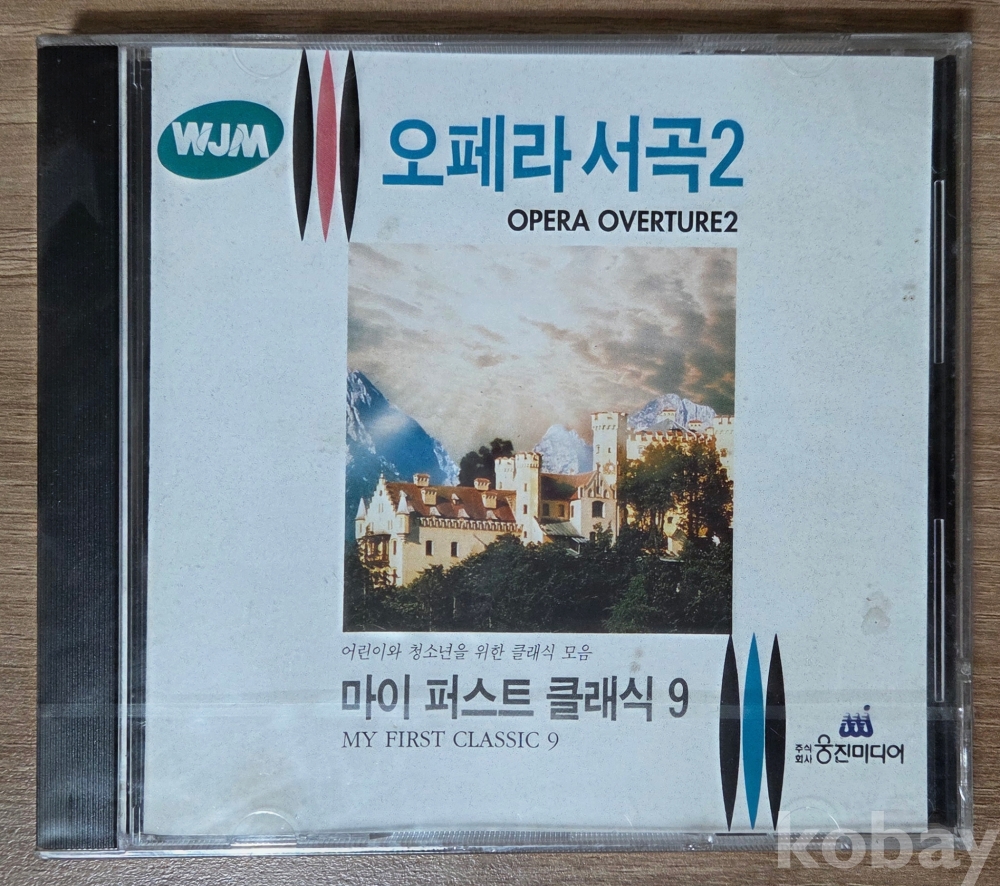 WJM
오페라 서곡2
OPERA OVERTURE2
어린이와 청소년을 위한 클래식 모음
마이 퍼스트 클래식 9
MY FIRST CLASSIC 9
주식회사 웅진미디어
kobay